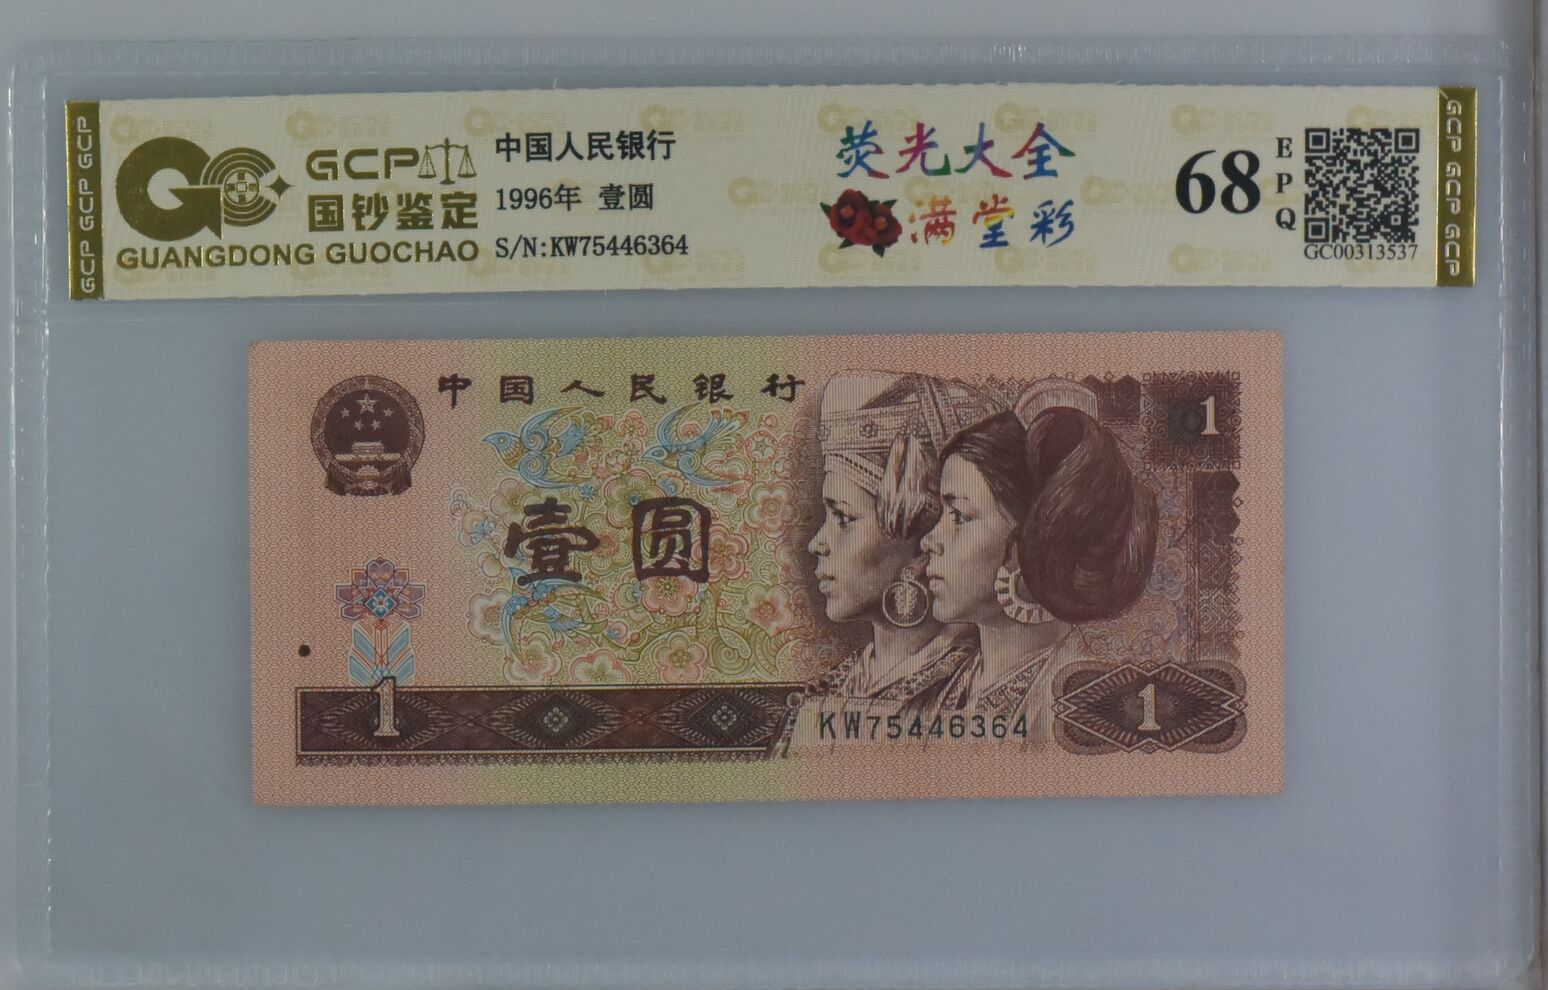 GCP GCP GCP
GCP
国钞鉴定
GUANGDONG GUOCHAO
中国人民银行
1996年 壹圆
S/N:KW75446364
荧光大全
满堂彩
68
EPQ
GC00313537
GCP GCP GCP
中国人民银行
1
壹圆
1
KW75446364
1